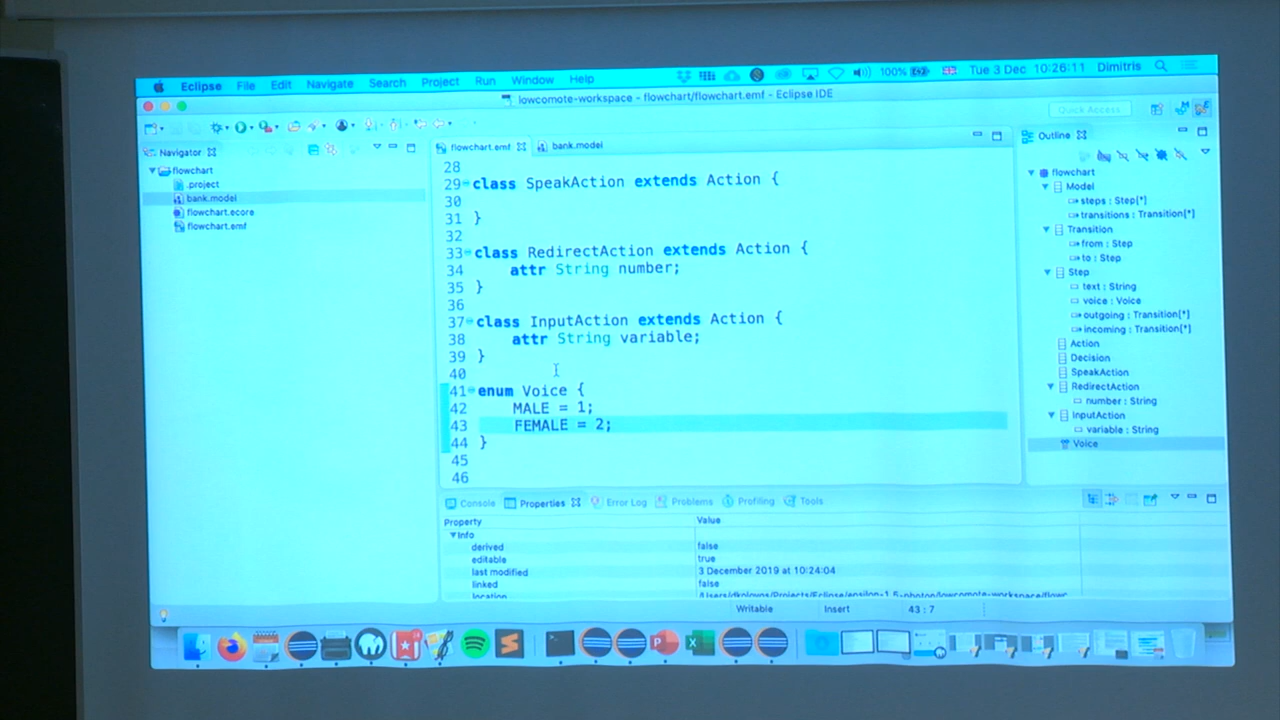 Eclipse File Edit Navigate Search Project Run Window Help 100% Tue 3 Dec 10:26:11 Dimitris
lowcomote-workspace - flowchart/flowchart.emf - Eclipse IDE
Quick Access
Navigator
flowchart
.project
bank.model
flowchart.ecore
flowchart.emf
flowchart.emf bank.model
28
29 class SpeakAction extends Action {
30
31 }
32
33 class RedirectAction extends Action {
34 attr String number;
35 }
36
37 class InputAction extends Action {
38 attr String variable;
39 }
40
41 enum Voice {
42 MALE = 1;
43 FEMALE = 2;
44 }
45
46
Outline
flowchart
Model
steps : Step[*]
transitions : Transition[*]
Transition
from : Step
to : Step
Step
text : String
voice : Voice
outgoing : Transition[*]
incoming : Transition[*]
Action
Decision
SpeakAction
RedirectAction
number : String
InputAction
variable : String
Voice
Console Properties Error Log Problems Profiling Tools
Property Value
Info
derived false
editable true
last modified 3 December 2019 at 10:24:04
linked false
location
Writable Insert 43 : 7